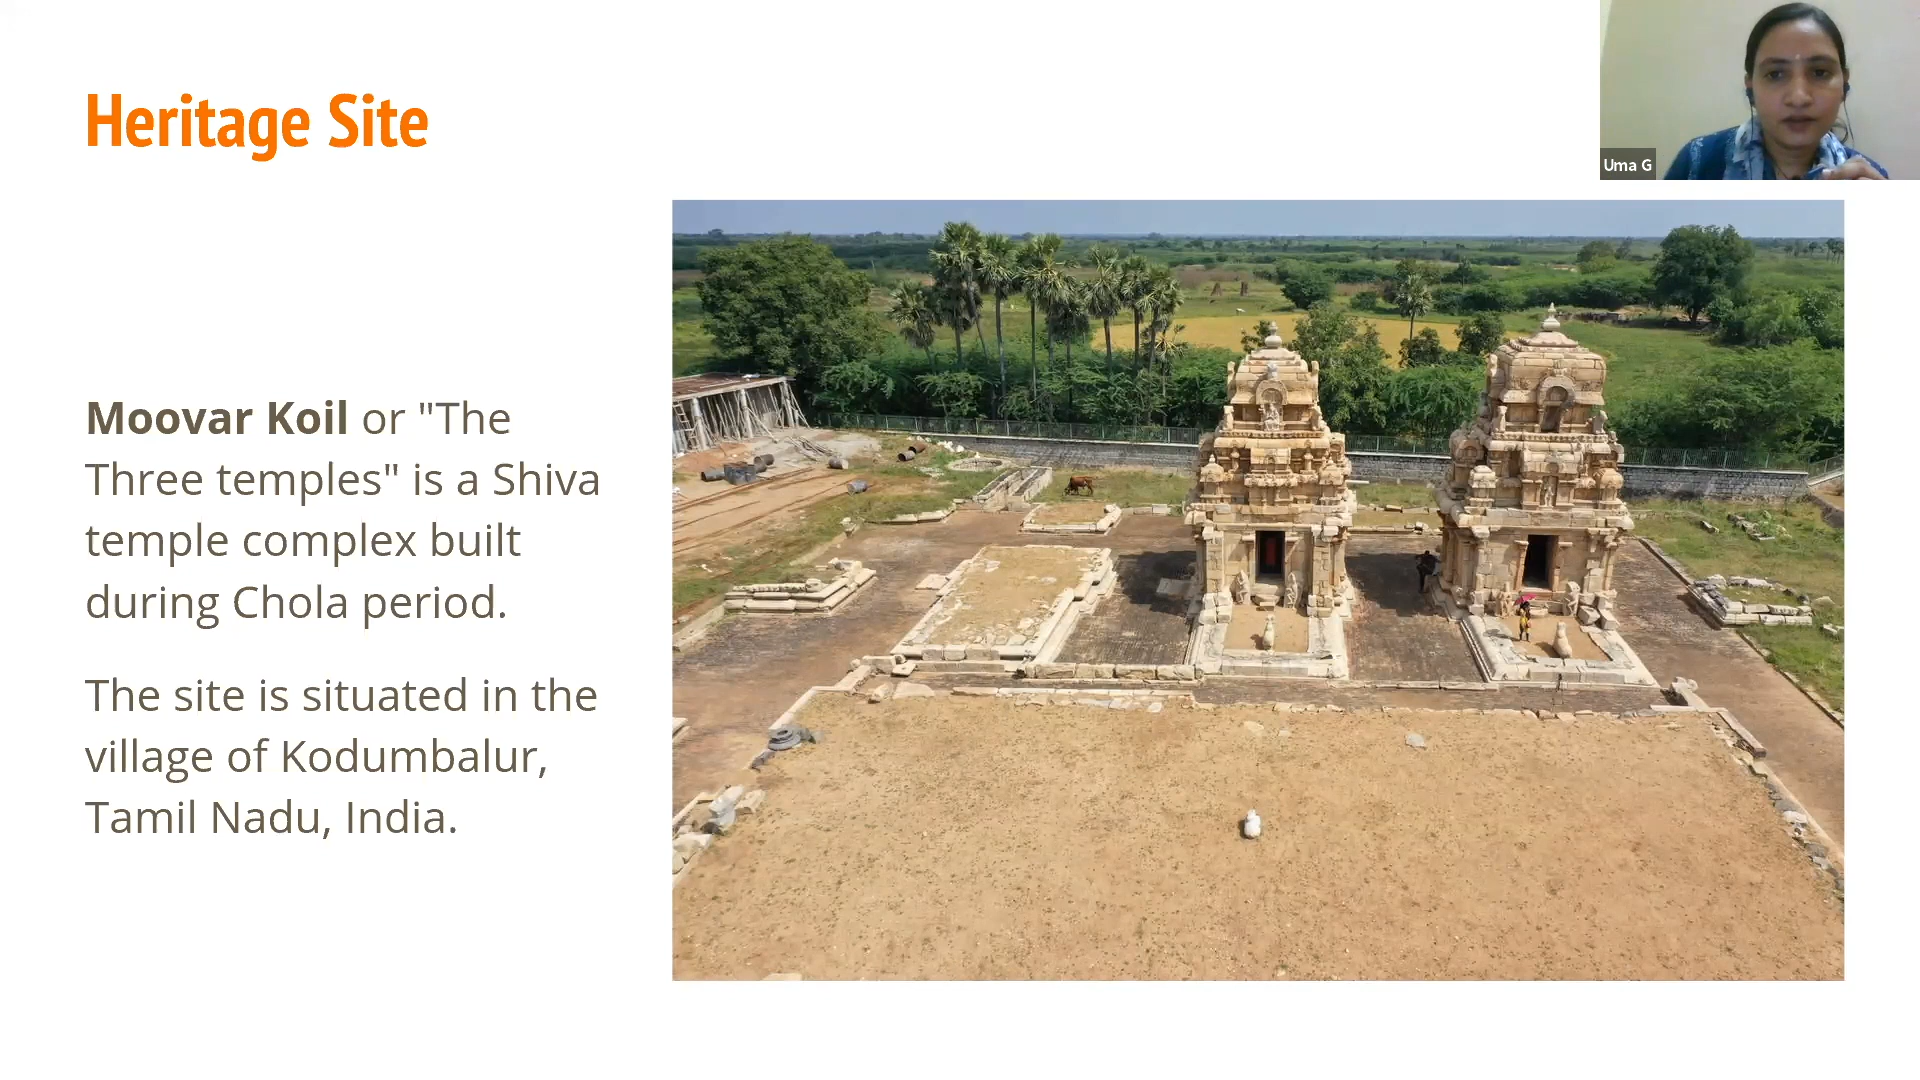 Heritage Site
Uma G
Moovar Koil or "The
Three temples" is a Shiva
temple complex built
during Chola period.
The site is situated in the
village of Kodumbalur,
Tamil Nadu, India.